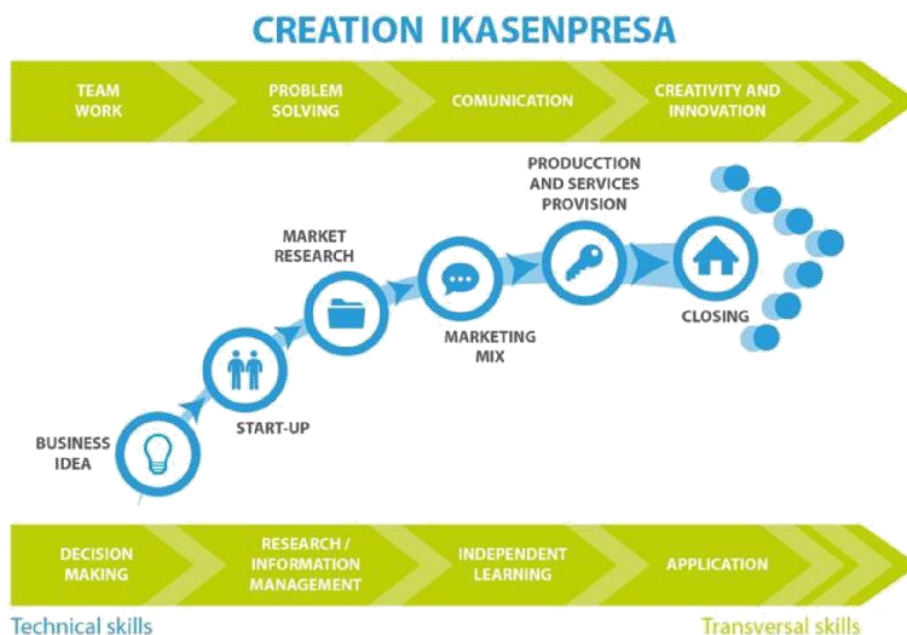 CREATION IKASENPRESA
TEAM
WORK
PROBLEM
SOLVING
COMUNICATION
CREATIVITY AND
INNOVATION
PRODUCCTION
AND SERVICES
PROVISION
MARKET
RESEARCH
CLOSING
MARKETING
MIX
START-UP
BUSINESS
IDEA
DECISION
MAKING
RESEARCH /
INFORMATION
MANAGEMENT
INDEPENDENT
LEARNING
APPLICATION
Technical skills
Transversal skills